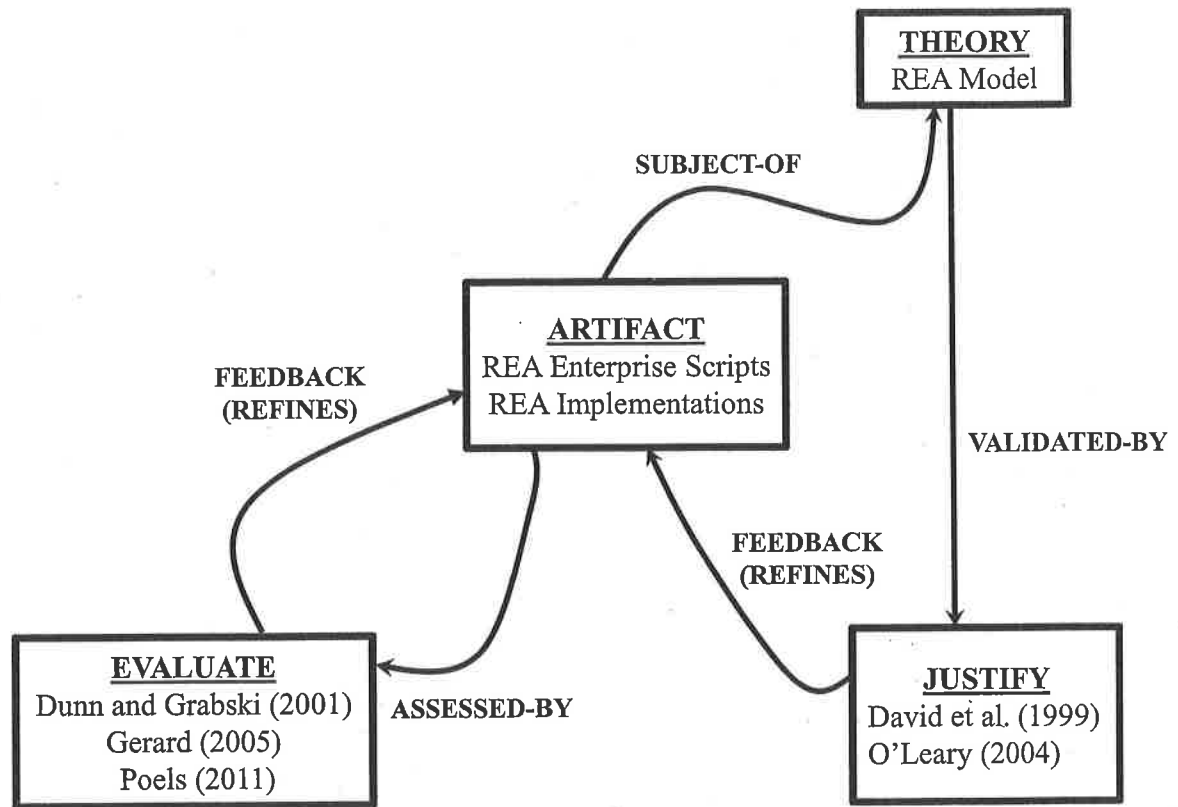 THEORY
REA Model
SUBJECT-OF
ARTIFACT
REA Enterprise Scripts
REA Implementations
FEEDBACK
(REFINES)
VALIDATED-BY
FEEDBACK
(REFINES)
EVALUATE
Dunn and Grabski (2001)
Gerard (2005)
Poels (2011)
ASSESSED-BY
JUSTIFY
David et al. (1999)
O'Leary (2004)